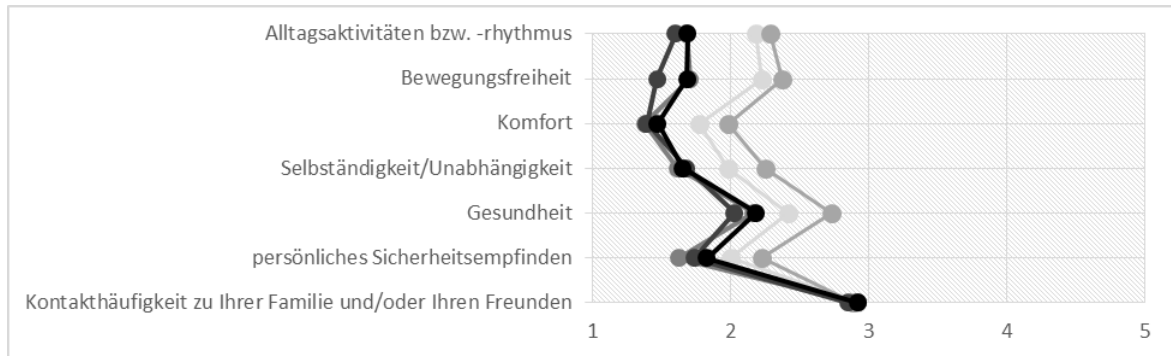 Alltagsaktivitäten bzw. -rhythmus
Bewegungsfreiheit
Komfort
Selbständigkeit/Unabhängigkeit
Gesundheit
persönliches Sicherheitsempfinden
Kontakthäufigkeit zu Ihrer Familie und/oder Ihren Freunden
1 2 3 4 5